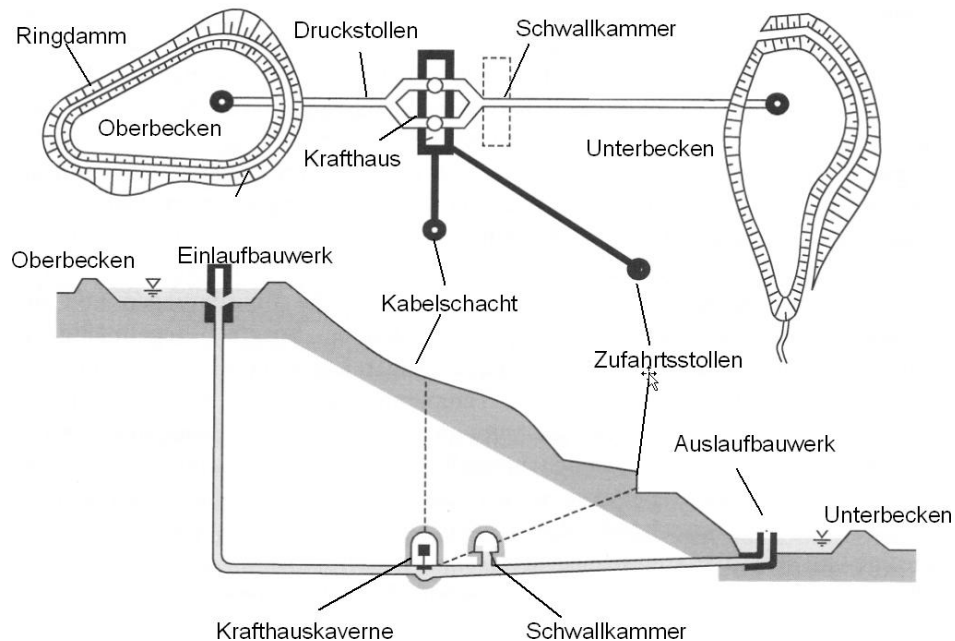 Ringdamm
Druckstollen
Schwallkammer
Oberbecken
Krafthaus
Unterbecken
Oberbecken
Einlaufbauwerk
Kabelschacht
Zufahrtsstollen
Auslaufbauwerk
Unterbecken
Krafthauskaverne
Schwallkammer